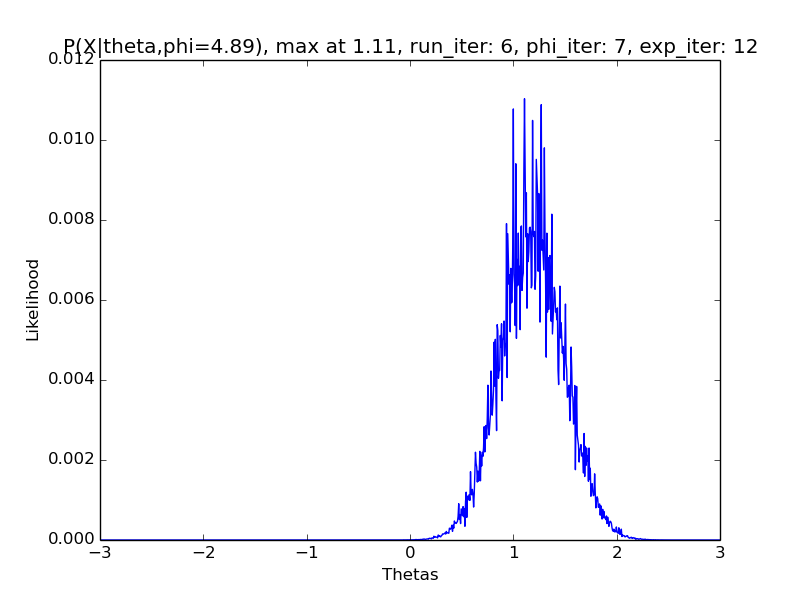 P(X|theta,phi=4.89), max at 1.11, run_iter: 6, phi_iter: 7, exp_iter: 12
0.012
0.010
0.008
0.006
0.004
0.002
0.000
Likelihood
−3 −2 −1 0 1 2 3
Thetas